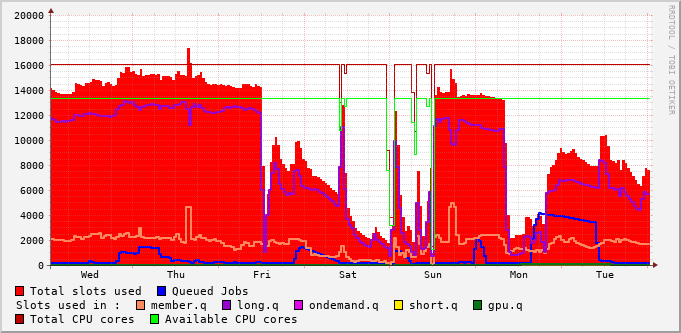 20000
18000
16000
14000
12000
10000
8000
6000
4000
2000
0
Wed Thu Fri Sat Sun Mon Tue
RRDTOOL / TOBI OETIKER
Total slots used Queued Jobs
Slots used in : member.q long.q ondemand.q short.q gpu.q
Total CPU cores Available CPU cores